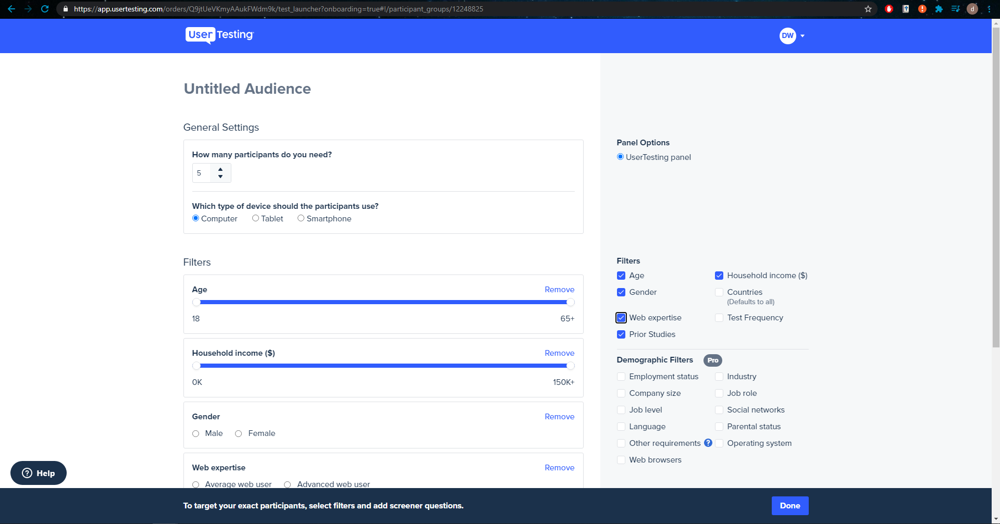 https://app.usertesting.com/orders/Q9jtUeVKmyAAukFWdm9k/test_launcher?onboarding=true#!/participant_groups/12248825
d
User Testing
DW
Untitled Audience
General Settings
How many participants do you need?
5
Which type of device should the participants use?
Computer Tablet Smartphone
Panel Options
UserTesting panel
Filters
Age Remove
18 65+
Household income ($) Remove
0K 150K+
Gender Remove
Male Female
Web expertise Remove
Average web user Advanced web user
Filters
Age Household income ($)
Gender Countries
(Defaults to all)
Web expertise Test Frequency
Prior Studies
Demographic Filters Pro
Employment status Industry
Company size Job role
Job level Social networks
Language Parental status
Other requirements ? Operating system
Web browsers
? Help
To target your exact participants, select filters and add screener questions.
Done